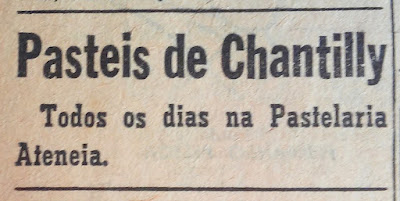 Pasteis de Chantilly
Todos os dias na Pastelaria
Ateneia.